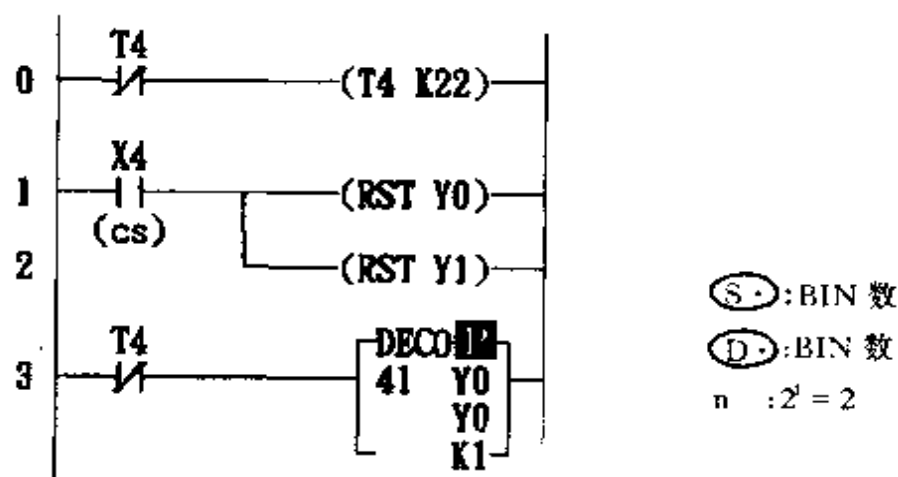 T4
0 (T4 K22)
X4
1 (RST Y0)
(cs)
2 (RST Y1)
T4
3 DECO P
41 Y0
Y0
K1
S· :BIN 数
D· :BIN 数
n :2¹ = 2